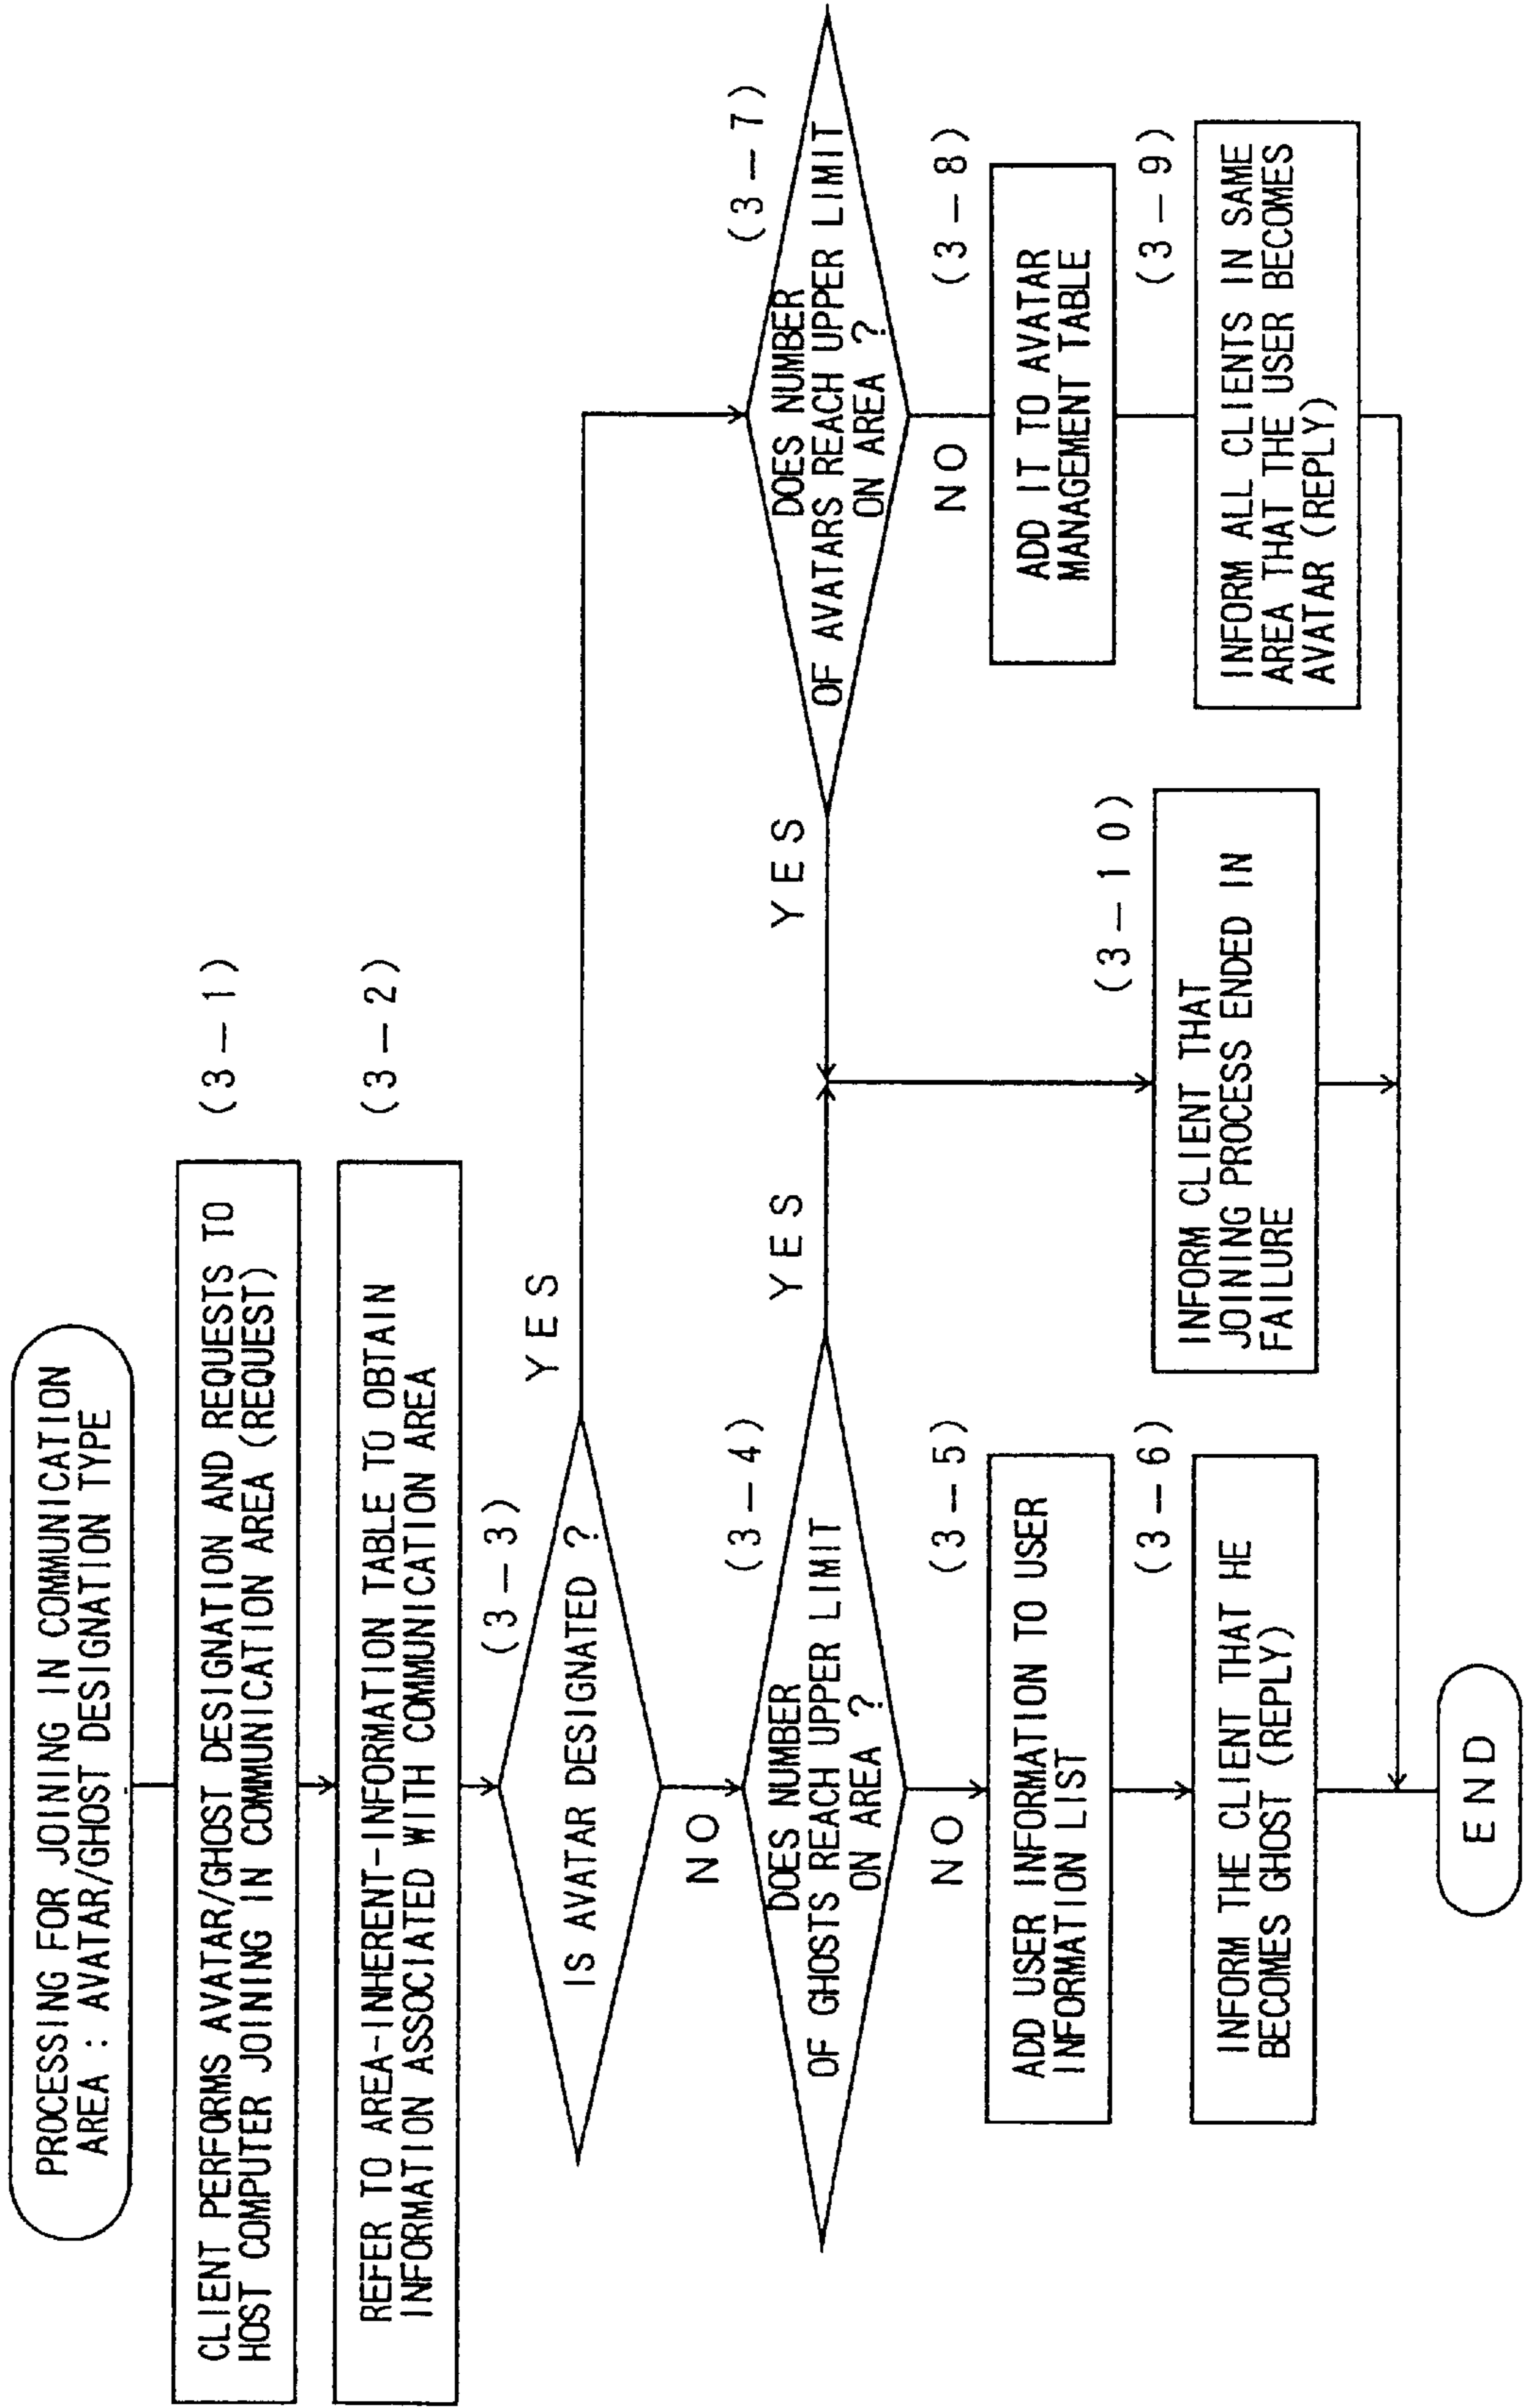 PROCESSING FOR JOINING IN COMMUNICATION
AREA : AVATAR/GHOST DESIGNATION TYPE
(3-1)
CLIENT PERFORMS AVATAR/GHOST DESIGNATION AND REQUESTS TO
HOST COMPUTER JOINING IN COMMUNICATION AREA (REQUEST)
(3-2)
REFER TO AREA-INHERENT-INFORMATION TABLE TO OBTAIN
INFORMATION ASSOCIATED WITH COMMUNICATION AREA
(3-3)
IS AVATAR DESIGNATED ?
YES
NO
(3-4)
DOES NUMBER
OF GHOSTS REACH UPPER LIMIT
ON AREA ?
YES
NO
(3-5)
ADD USER INFORMATION TO USER
INFORMATION LIST
(3-6)
INFORM THE CLIENT THAT HE
BECOMES GHOST (REPLY)
(3-7)
DOES NUMBER
OF AVATARS REACH UPPER LIMIT
ON AREA ?
YES
NO
(3-8)
ADD IT TO AVATAR
MANAGEMENT TABLE
(3-9)
INFORM ALL CLIENTS IN SAME
AREA THAT THE USER BECOMES
AVATAR (REPLY)
(3-10)
INFORM CLIENT THAT
JOINING PROCESS ENDED IN
FAILURE
END